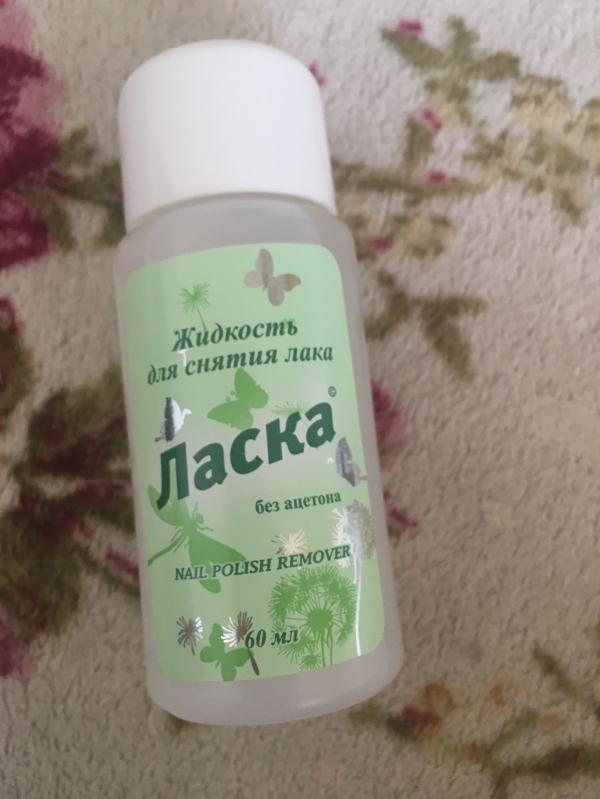 Жидкость
для снятия лака
Ласка©
без ацетона
NAIL POLISH REMOVER
60 мл